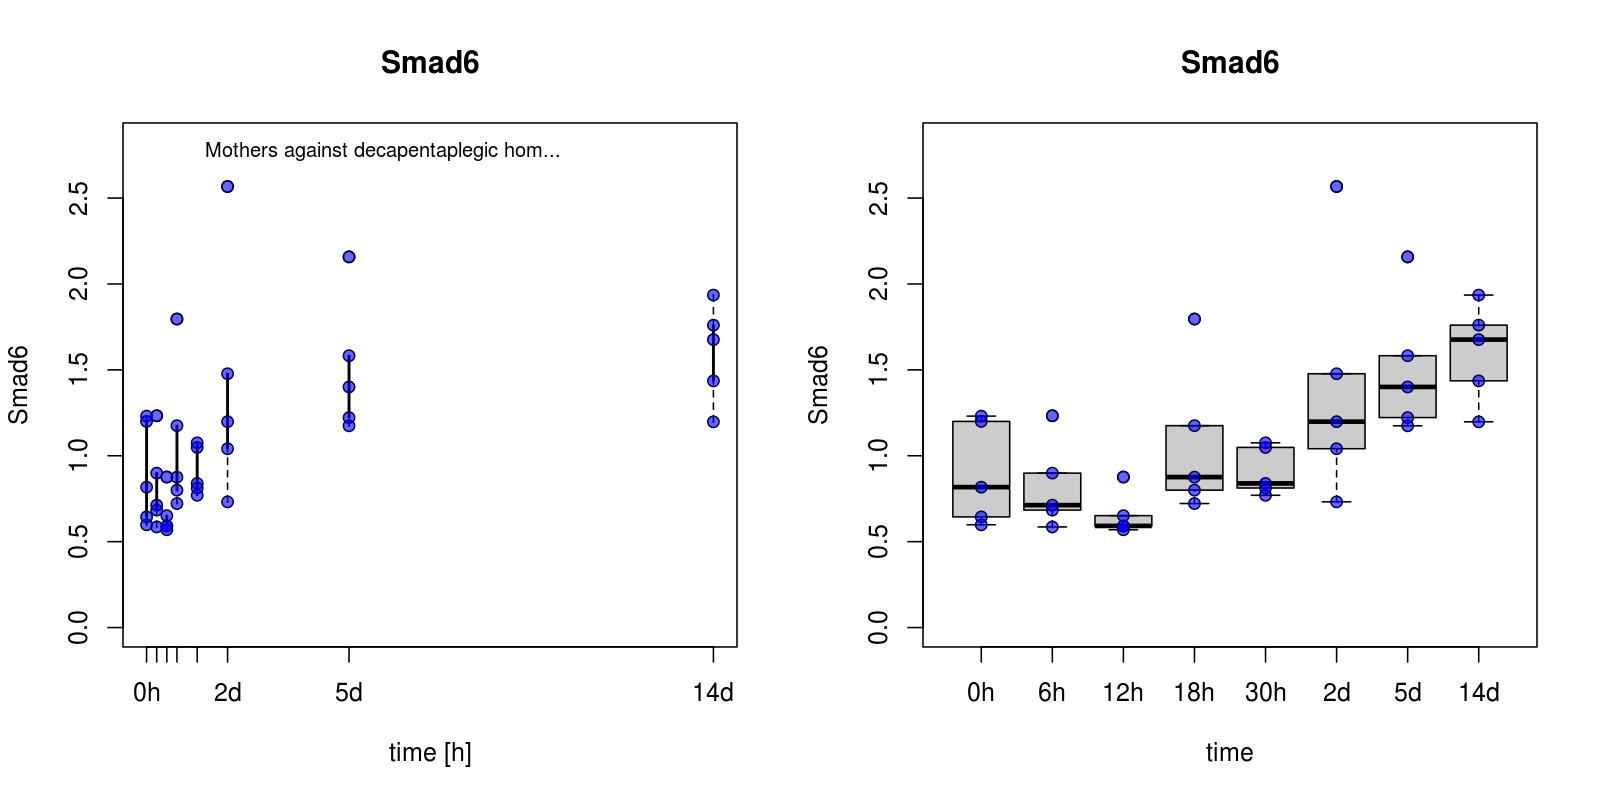 Smad6
Mothers against decapentaplegic hom...
Smad6
2.5
2.0
1.5
1.0
0.5
0.0
0h 2d 5d 14d
time [h]
Smad6
Smad6
2.5
2.0
1.5
1.0
0.5
0.0
0h 6h 12h 18h 30h 2d 5d 14d
time